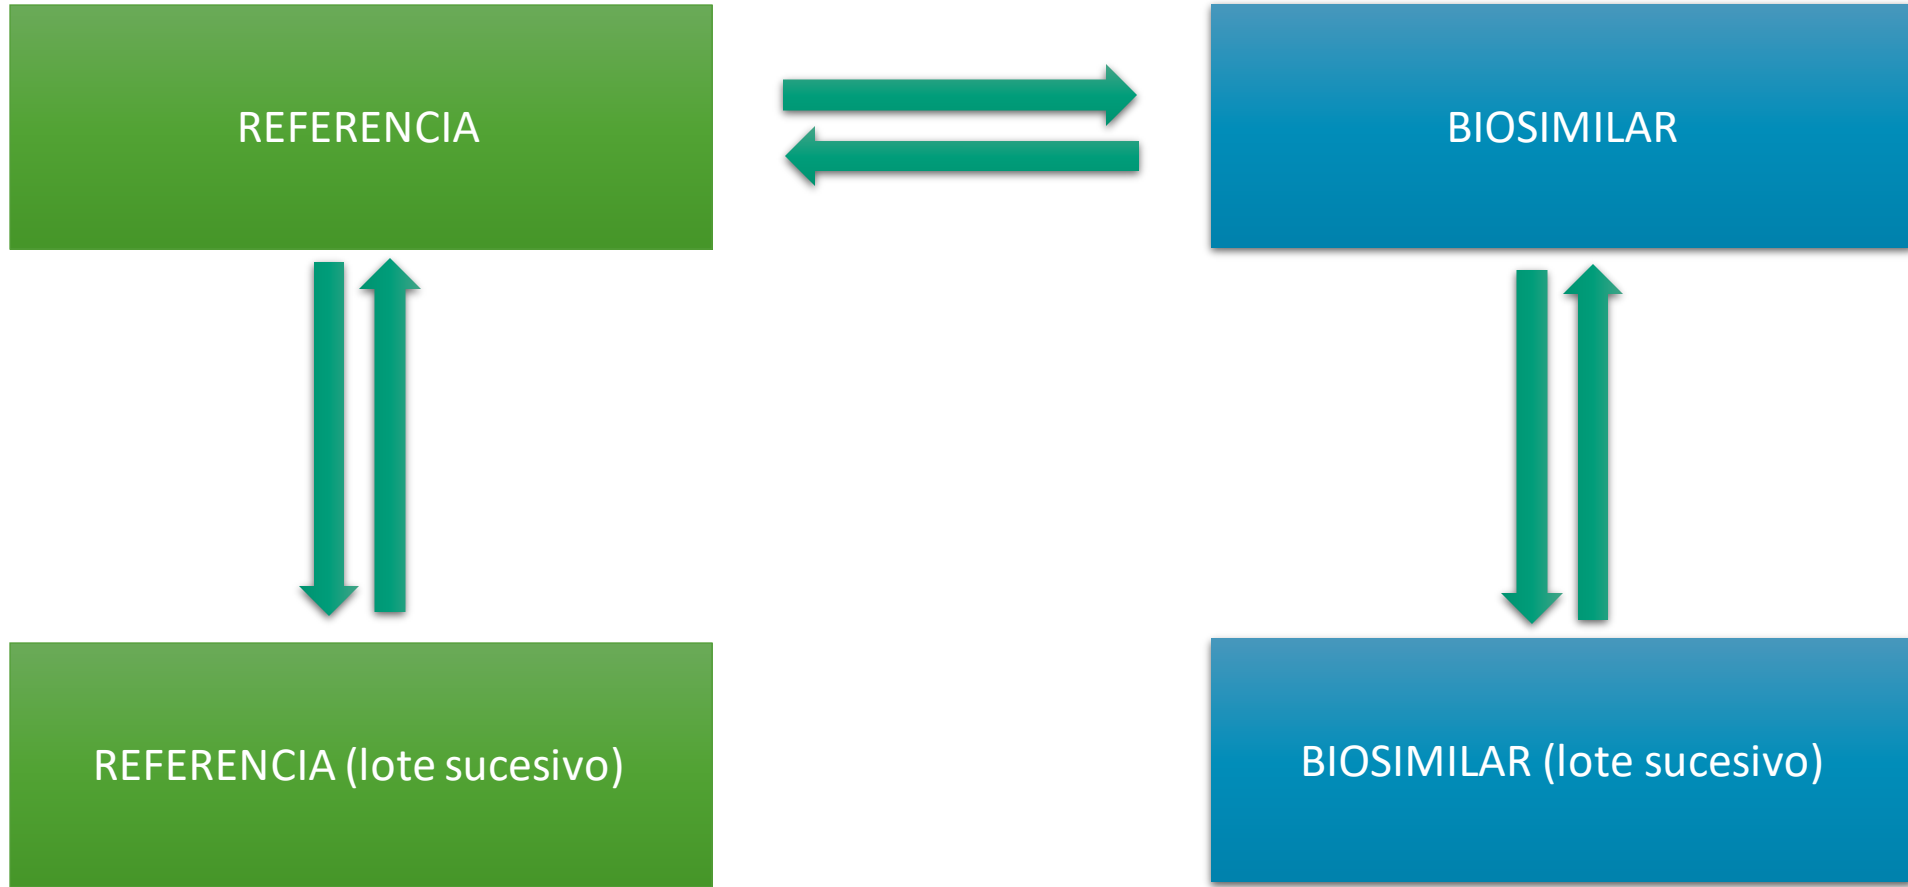 REFERENCIA
BIOSIMILAR
REFERENCIA (lote sucesivo)
BIOSIMILAR (lote sucesivo)